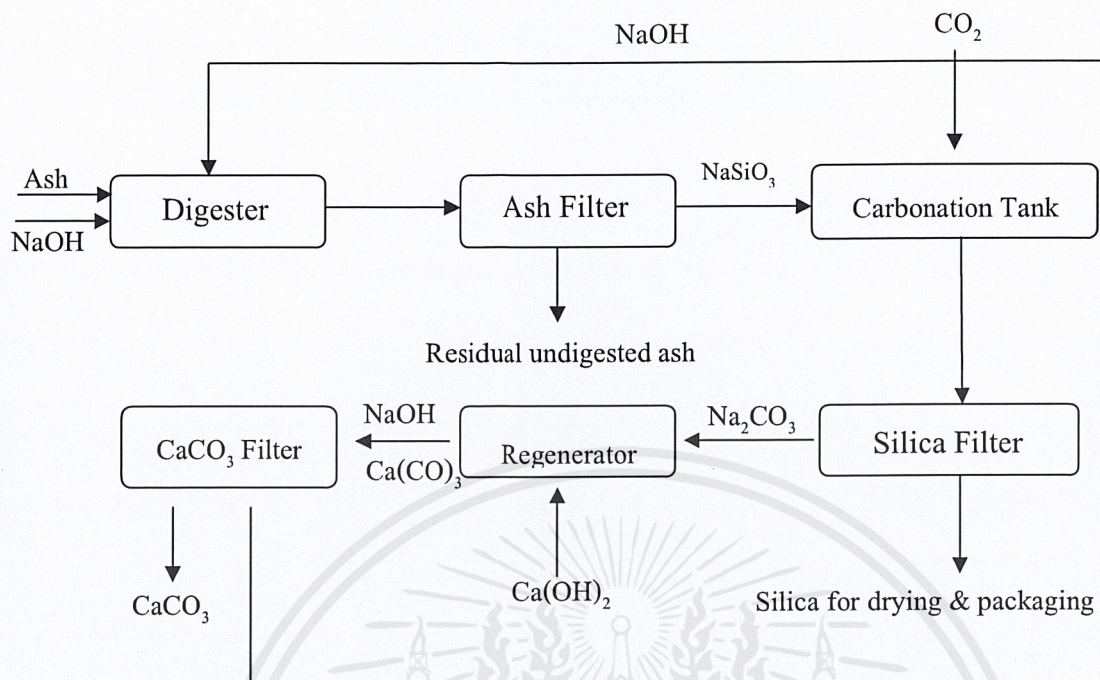 NaOH
CO₂
Ash
NaOH
Digester
Ash Filter
NaSiO₃
Carbonation Tank
Residual undigested ash
CaCO₃ Filter
NaOH
Ca(CO)₃
Regenerator
Na₂CO₃
Silica Filter
CaCO₃
Ca(OH)₂
Silica for drying & packaging